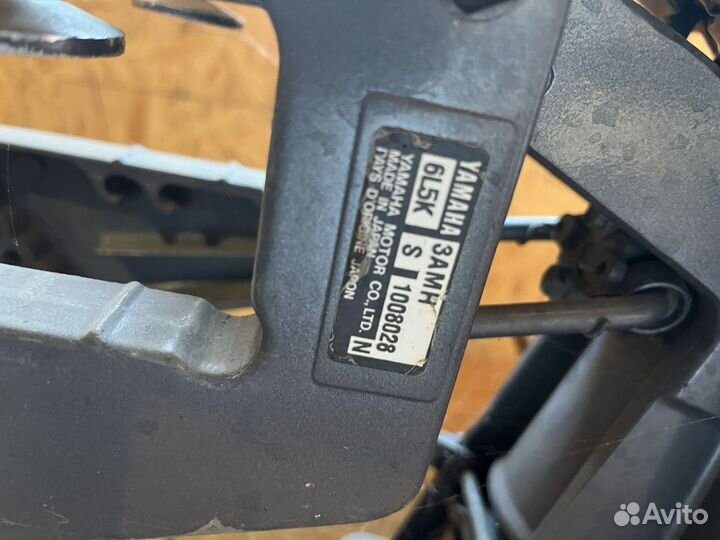 YAMAHA 3AMH
6L5K S 1008028
YAMAHA MOTOR CO.,LTD. N
MADE IN JAPAN
PAYS D'ORIGINE JAPON
Avito